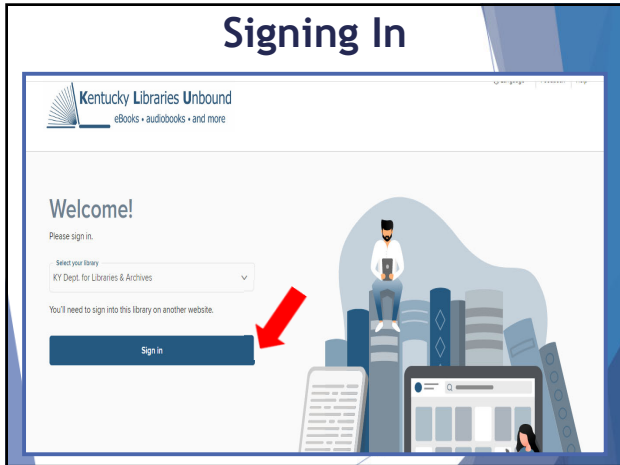 Signing In
Kentucky Libraries Unbound
eBooks • audiobooks • and more
Welcome!
Please sign in.
Select your library
KY Dept. for Libraries & Archives
You'll need to sign into this library on another website.
Sign in